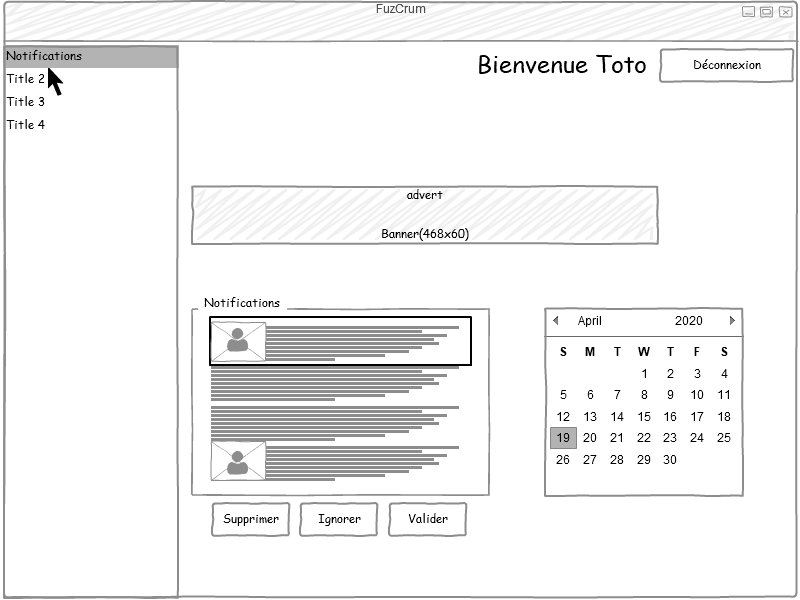 FuzCrum
Notifications
Title 2
Title 3
Title 4
Bienvenue Toto
Déconnexion
advert
Banner(468x60)
Notifications
Supprimer
Ignorer
Valider
April 2020
S M T W T F S
1 2 3 4
5 6 7 8 9 10 11
12 13 14 15 16 17 18
19 20 21 22 23 24 25
26 27 28 29 30